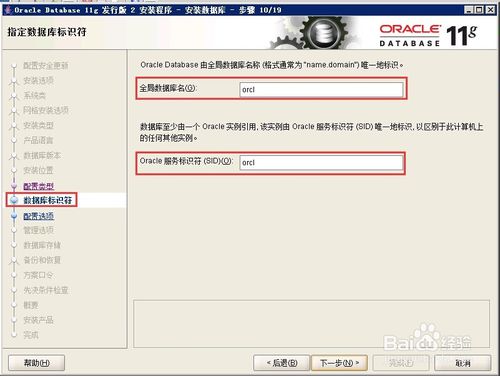 Oracle Database 11g 发行版 2 安装程序 - 安装数据库 - 步骤 10/19
指定数据库标识符
ORACLE
DATABASE 11g
配置安全更新
安装选项
系统类
网格安装选项
安装类型
产品语言
数据库版本
安装位置
配置类型
数据库标识符
配置选项
管理选项
数据库存储
备份和恢复
方案口令
先决条件检查
概要
安装产品
完成
Oracle Database 由全局数据库名称 (格式通常为 "name.domain") 唯一地标识。
全局数据库名(G): orcl
数据库至少由一个 Oracle 实例引用, 该实例由 Oracle 服务标识符 (SID) 唯一地标识, 以区别于此计算机上
的任何其他实例。
Oracle 服务标识符 (SID)(O): orcl
帮助(H)
< 后退(B)
下一步(N) >
取消
Baidu 经验